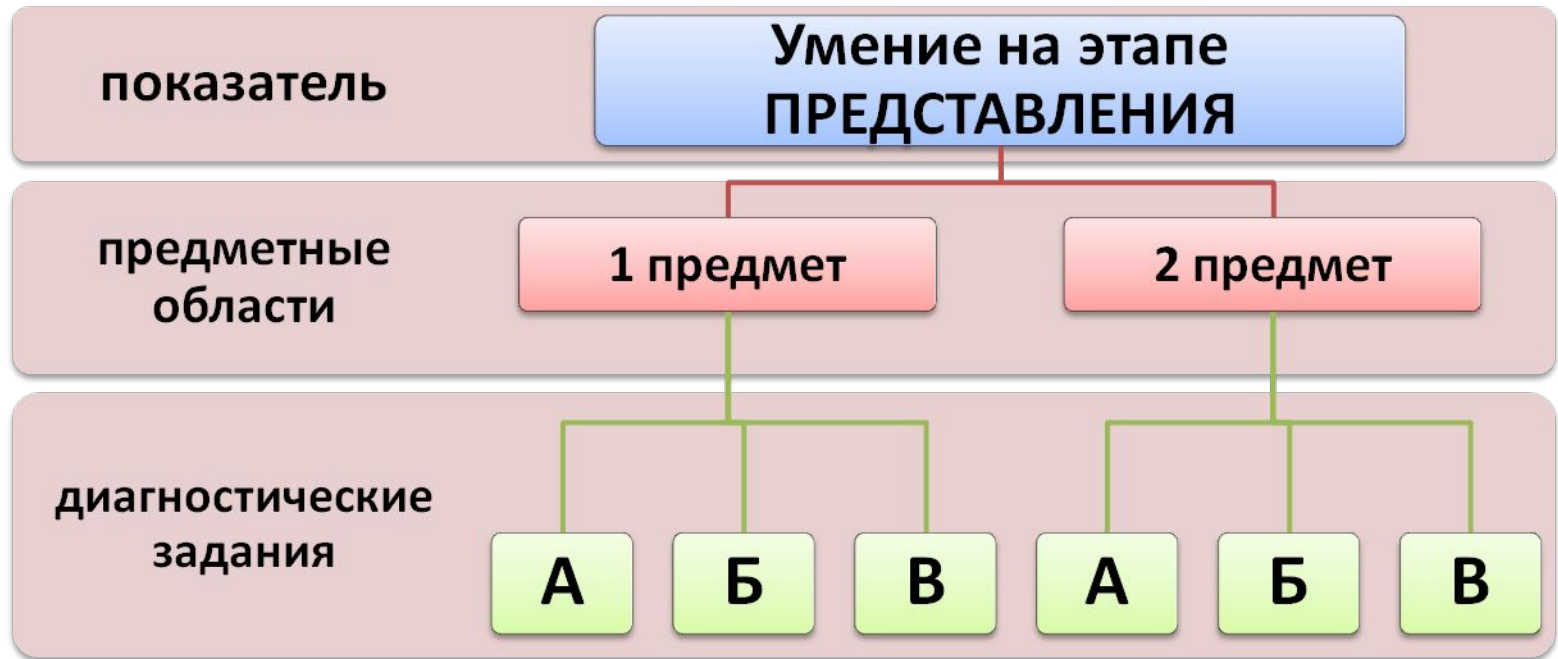 показатель
Умение на этапе
ПРЕДСТАВЛЕНИЯ
предметные
области
1 предмет
2 предмет
диагностические
задания
А
Б
В
А
Б
В